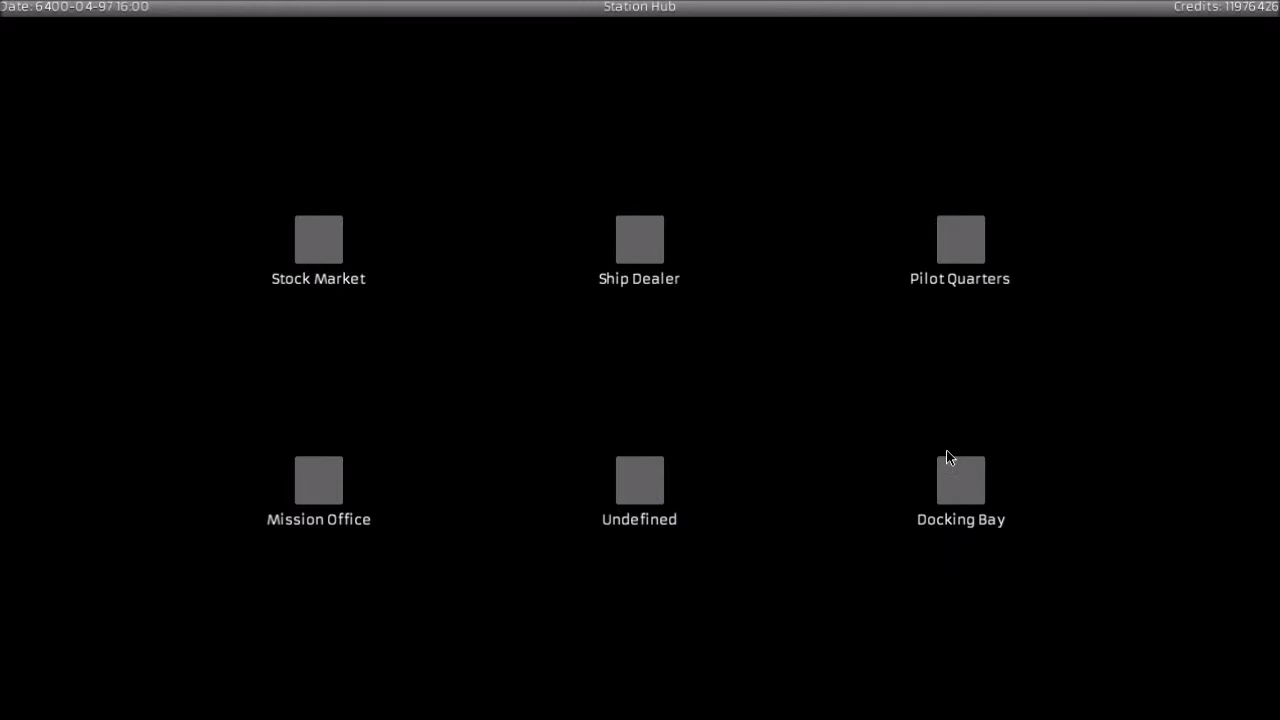 Date: 6400-04-97 16:00 Station Hub Credits: 11976426
Stock Market Ship Dealer Pilot Quarters
Mission Office Undefined Docking Bay